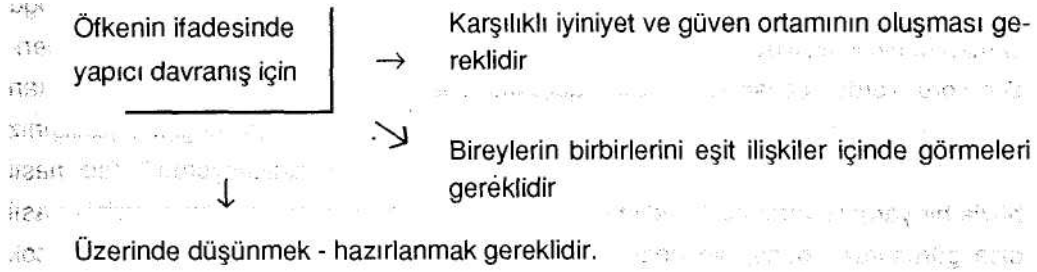 Öfkenin ifadesinde
yapıcı davranış için
→
Karşılıklı iyiniyet ve güven ortamının oluşması ge-
reklidir
Bireylerin birbirlerini eşit ilişkiler içinde görmeleri
gereklidir
↓
Üzerinde düşünmek - hazırlanmak gereklidir.